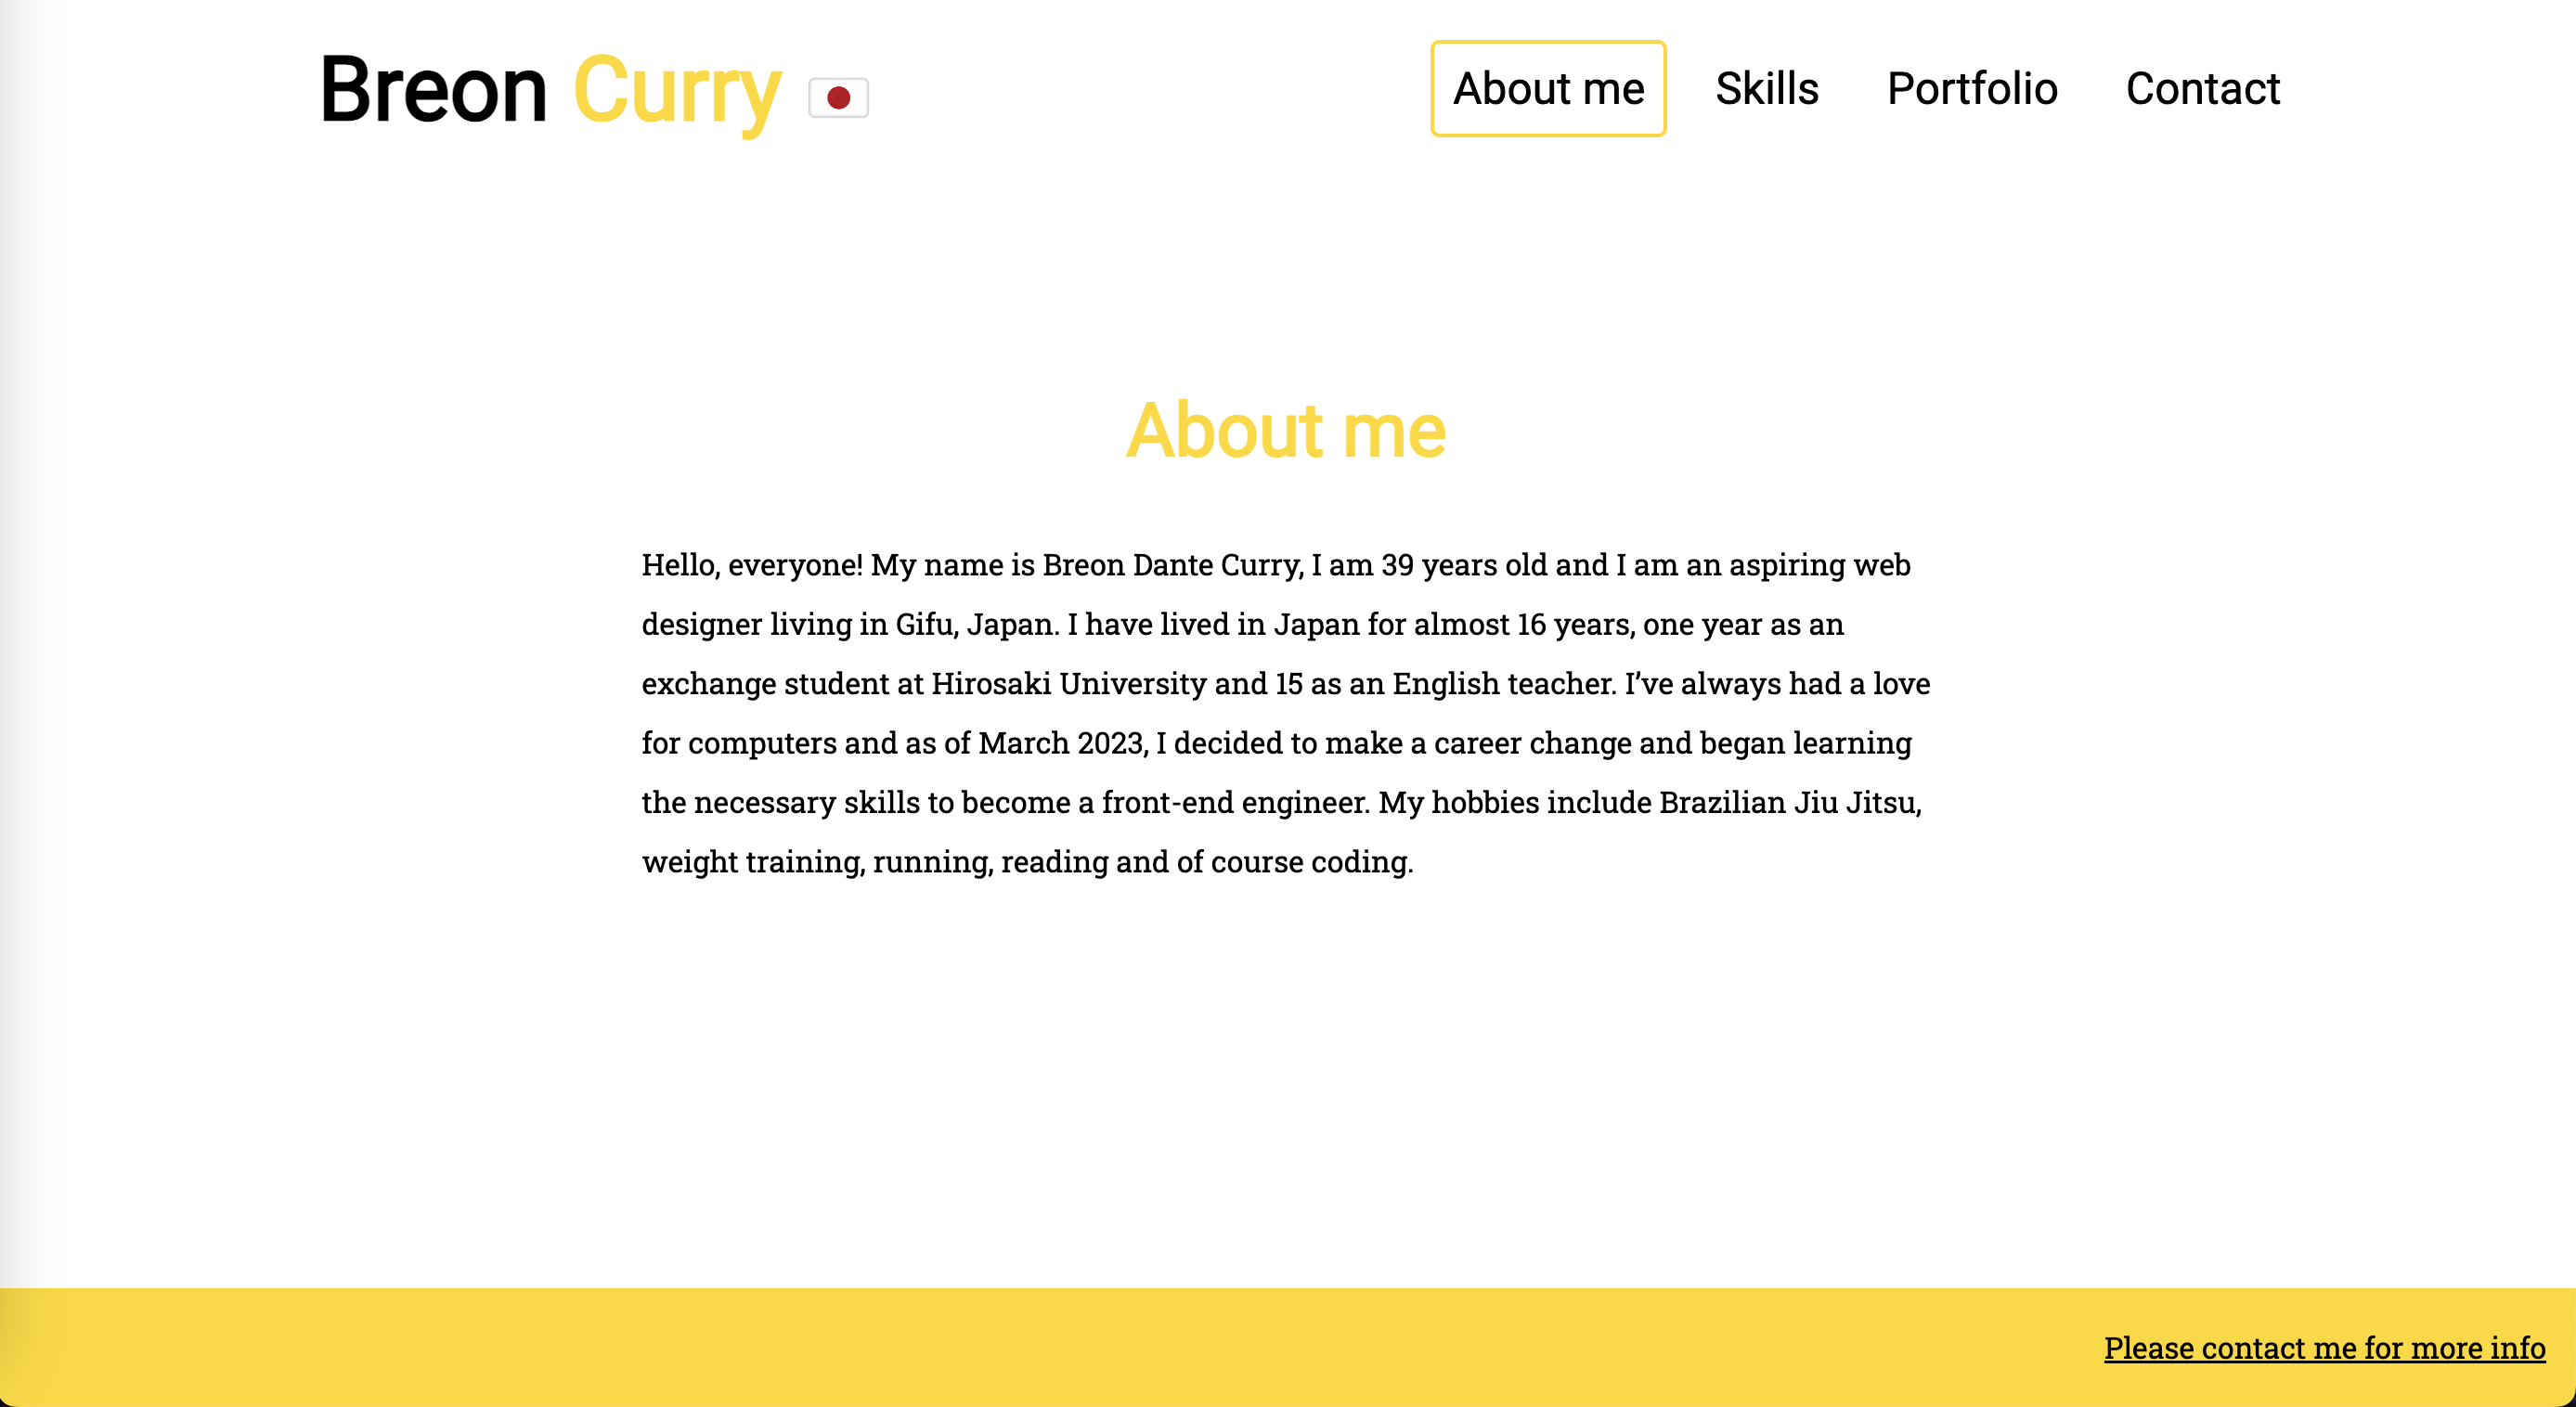 Breon Curry
About me
Skills
Portfolio
Contact
About me
Hello, everyone! My name is Breon Dante Curry, I am 39 years old and I am an aspiring web
designer living in Gifu, Japan. I have lived in Japan for almost 16 years, one year as an
exchange student at Hirosaki University and 15 as an English teacher. I’ve always had a love
for computers and as of March 2023, I decided to make a career change and began learning
the necessary skills to become a front-end engineer. My hobbies include Brazilian Jiu Jitsu,
weight training, running, reading and of course coding.
Please contact me for more info